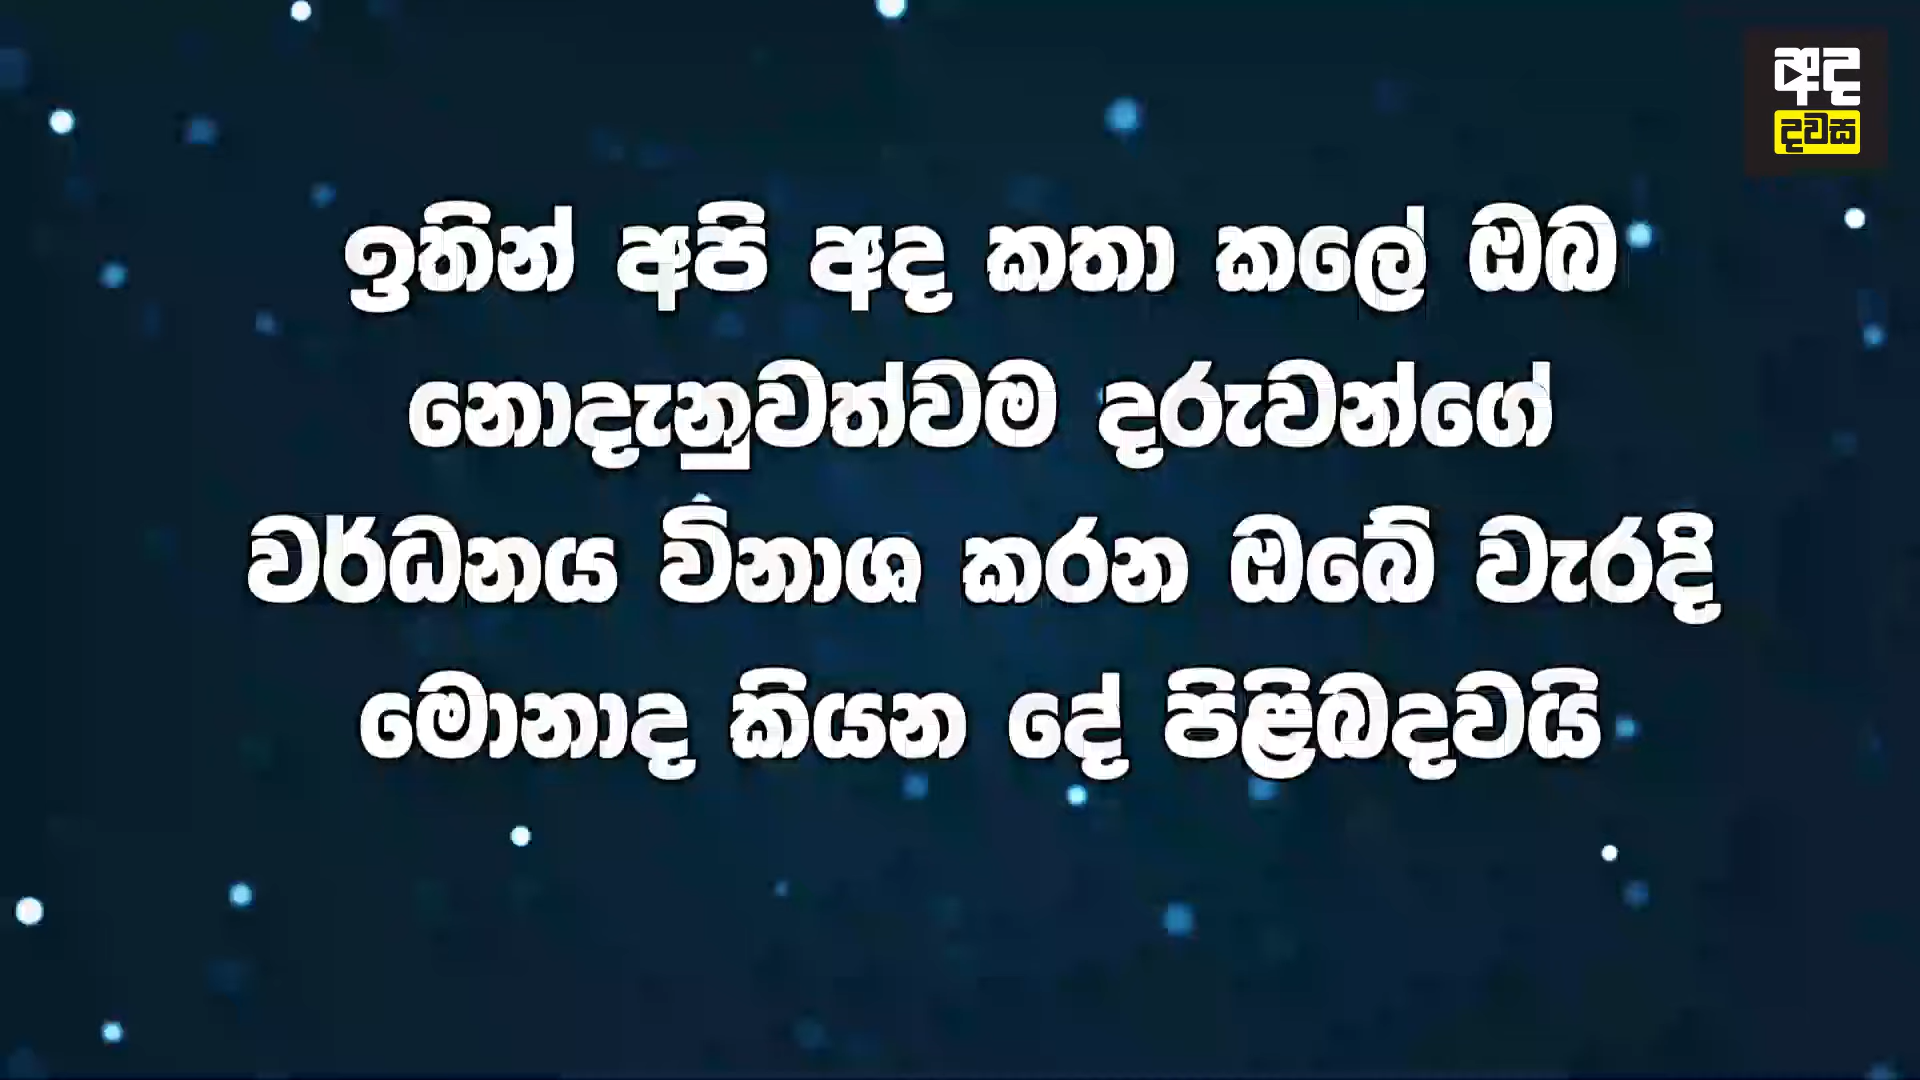 අද
දවස
ඉතින් අපි අද කතා කලේ ඔබ
නොදැනුවත්වම දරුවන්ගේ
වර්ධනය විනාශ කරන ඔබේ වැරදි
මොනාද කියන දේ පිළිබදවයි